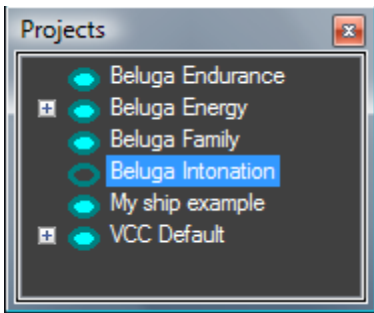 Projects
Beluga Endurance
Beluga Energy
Beluga Family
Beluga Intonation
My ship example
VCC Default